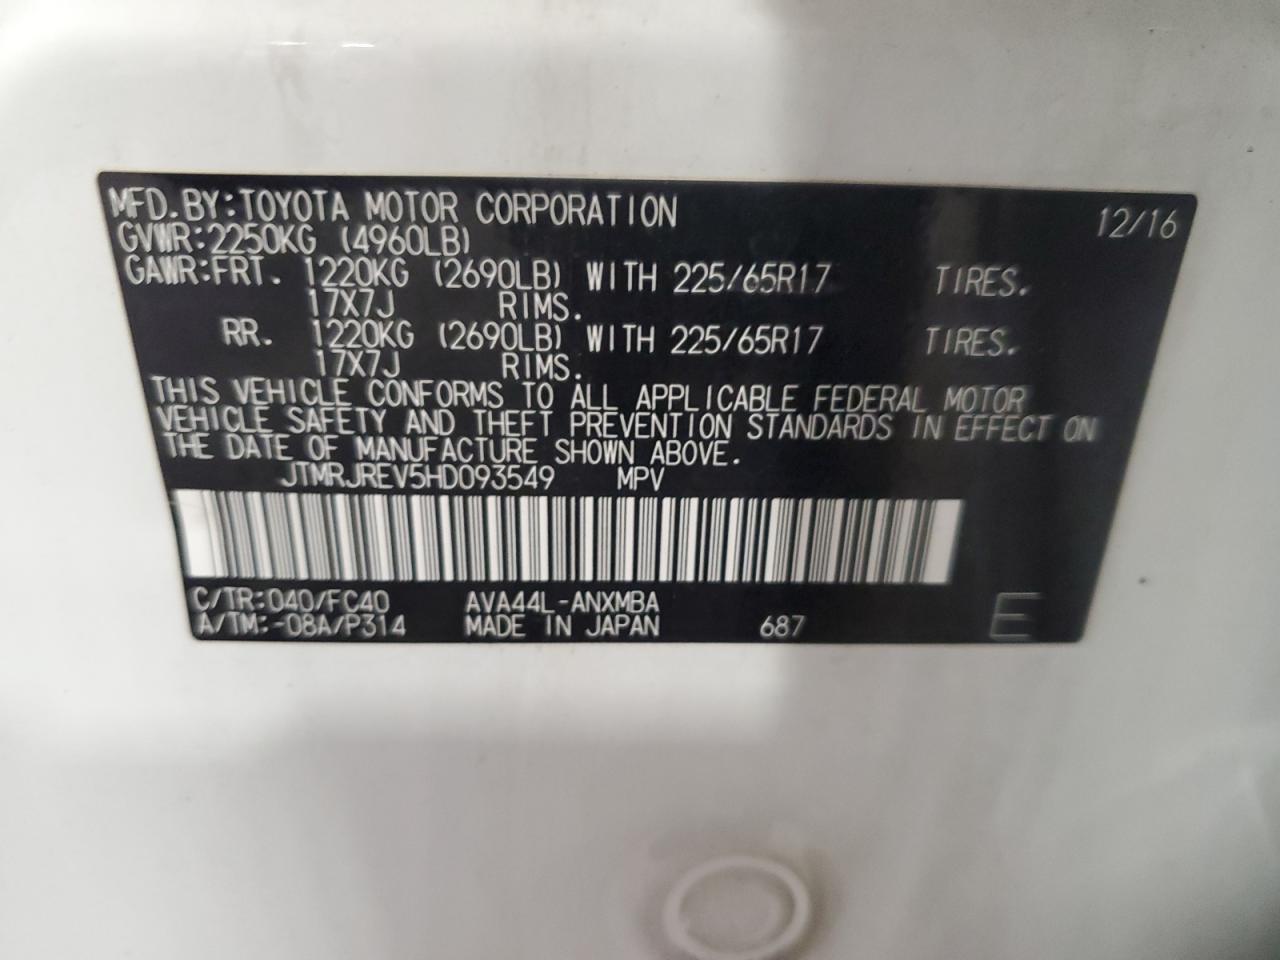 MFD. BY: TOYOTA MOTOR CORPORATION 12/16
GVWR: 2250KG (4960LB)
GAWR: FRT. 1220KG (2690LB) WITH 225/65R17 TIRES.
17X7J RIMS.
RR. 1220KG (2690LB) WITH 225/65R17 TIRES.
17X7J RIMS.
THIS VEHICLE CONFORMS TO ALL APPLICABLE FEDERAL MOTOR
VEHICLE SAFETY AND THEFT PREVENTION STANDARDS IN EFFECT ON
THE DATE OF MANUFACTURE SHOWN ABOVE.
JTMRJREV5HD093549 MPV
C/TR: 040/FC40 AVA44L-ANXMBA
A/TM: -08A/P314 MADE IN JAPAN 687 E